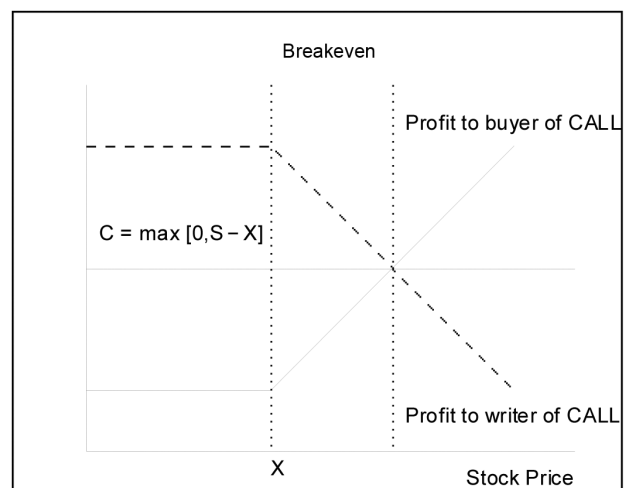 Breakeven
Profit to buyer of CALL
C = max [0,S – X]
Profit to writer of CALL
X
Stock Price